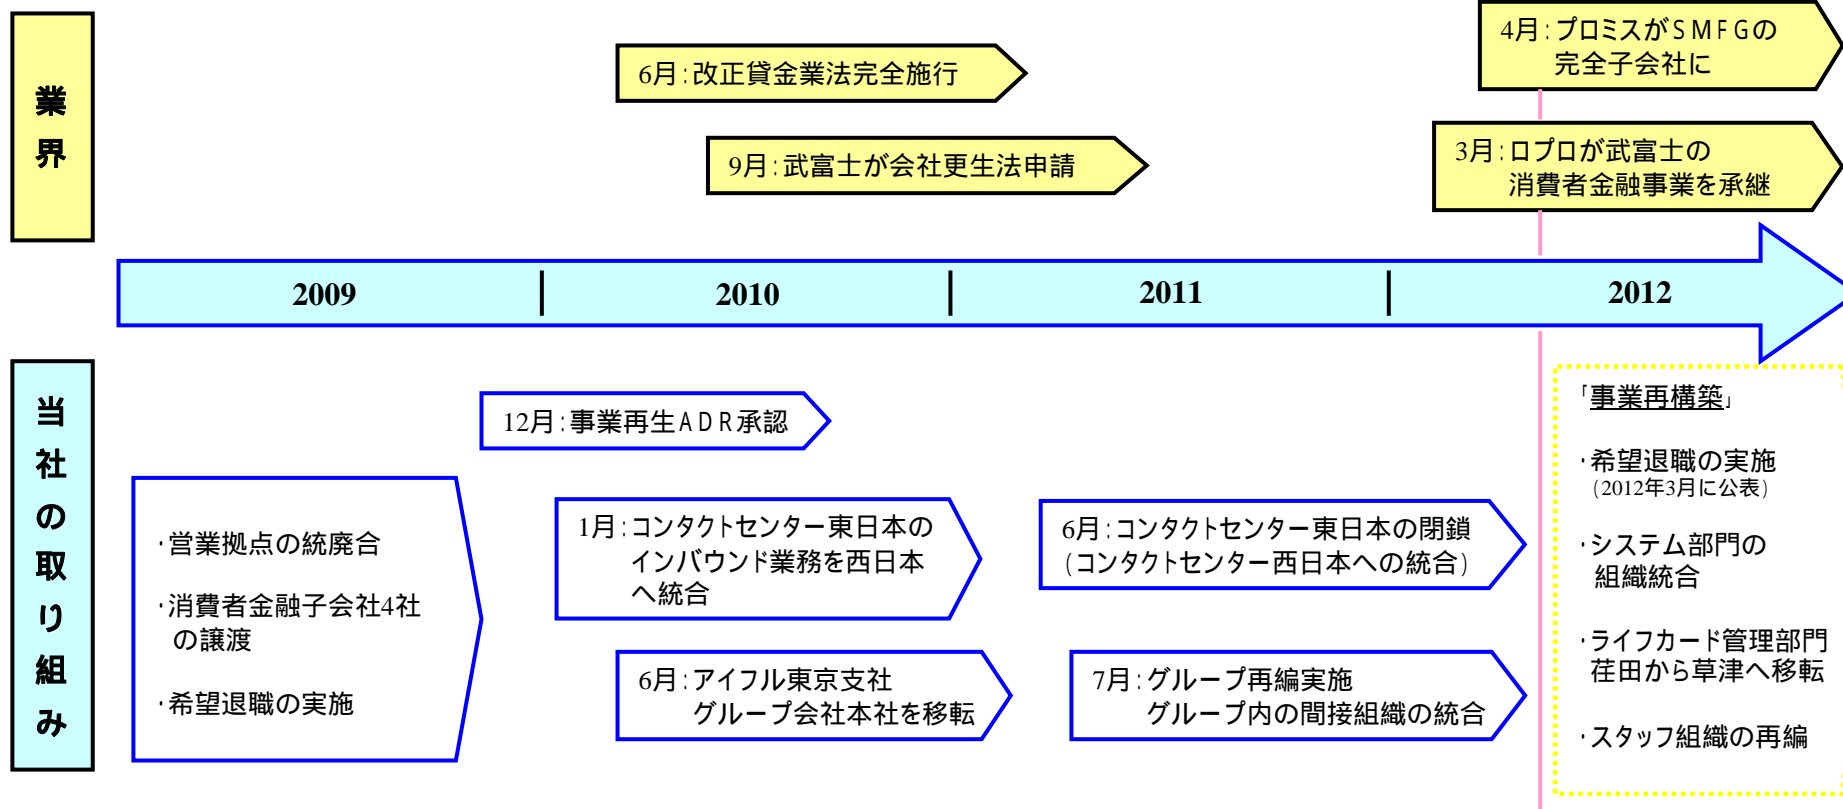 業界
4月:プロミスがSMFGの
完全子会社に
6月:改正貸金業法完全施行
9月:武富士が会社更生法申請
3月:ロプロが武富士の
消費者金融事業を承継
2009
2010
2011
2012
当社の取り組み
12月:事業再生ADR承認
・営業拠点の統廃合
・消費者金融子会社4社
の譲渡
・希望退職の実施
1月:コンタクトセンター東日本の
インバウンド業務を西日本
へ統合
6月:アイフル東京支社
グループ会社本社を移転
6月:コンタクトセンター東日本の閉鎖
(コンタクトセンター西日本への統合)
7月:グループ再編実施
グループ内の間接組織の統合
「事業再構築」
・希望退職の実施
(2012年3月に公表)
・システム部門の
組織統合
・ライフカード管理部門
荏田から草津へ移転
・スタッフ組織の再編